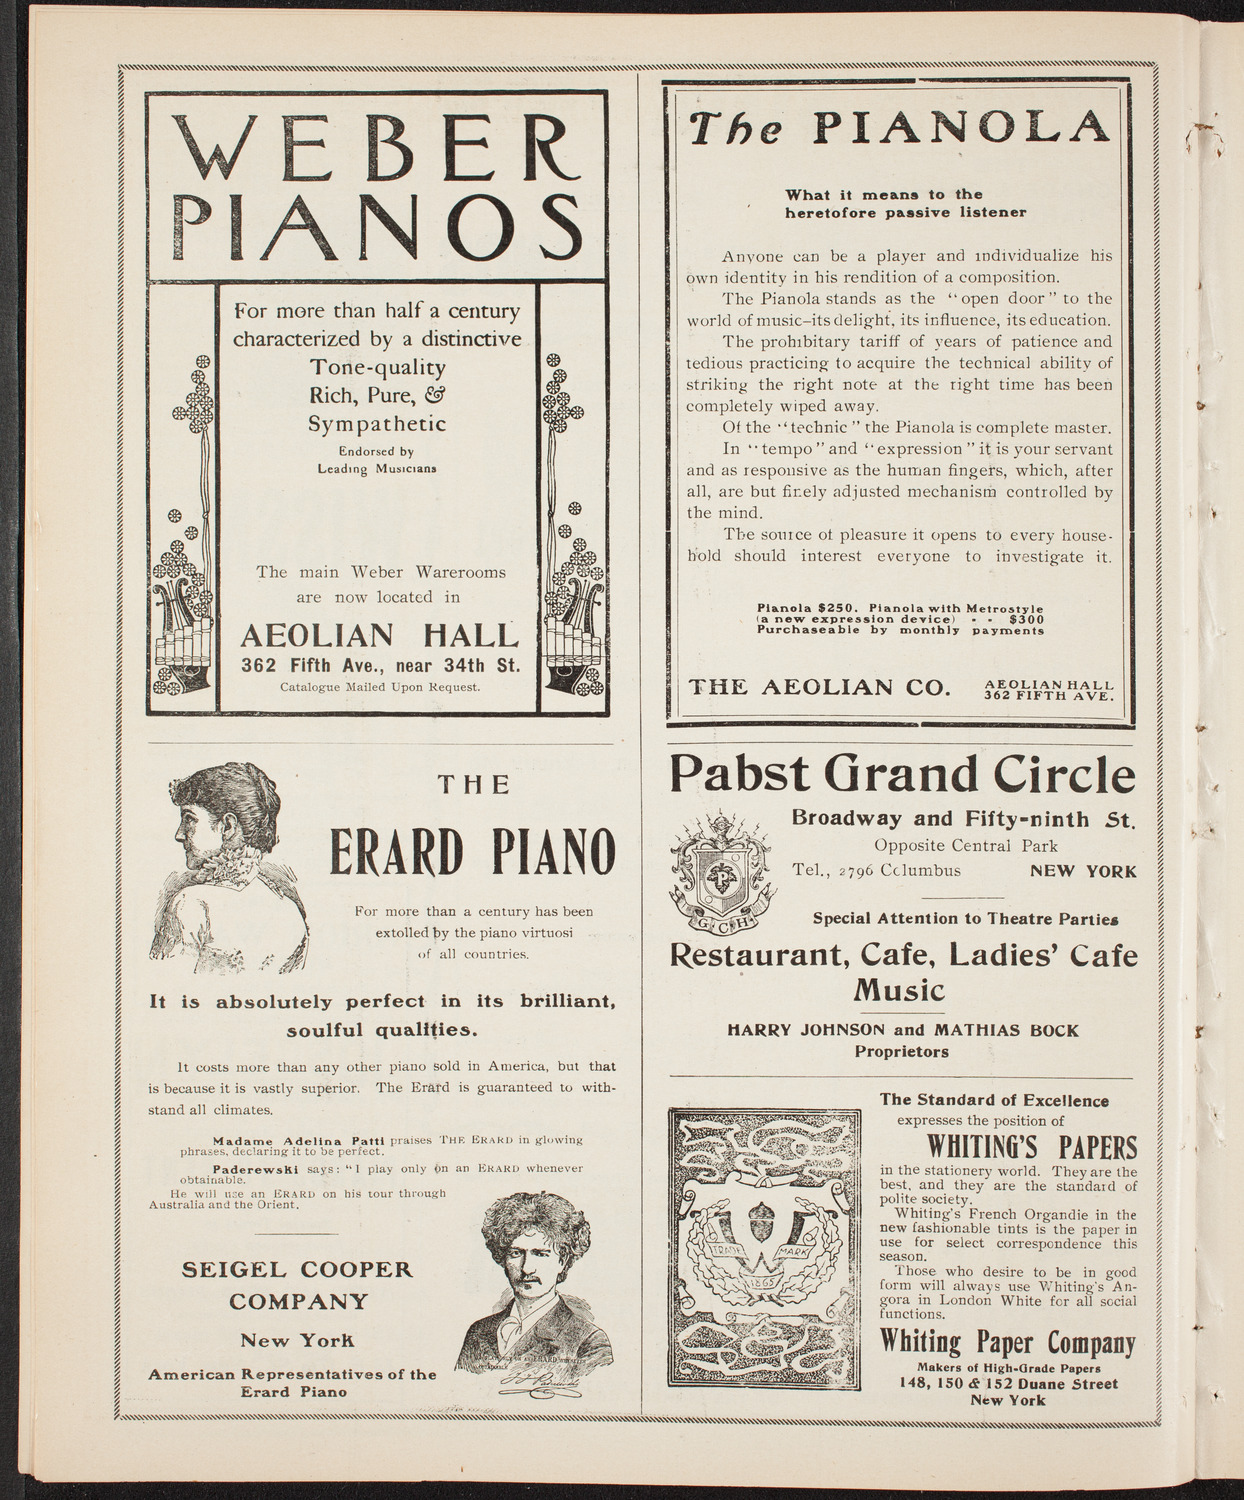 WEBER
PIANOS
For more than half a century
characterized by a distinctive
Tone-quality
Rich, Pure, &
Sympathetic
Endorsed by
Leading Musicians
The main Weber Warerooms
are now located in
AEOLIAN HALL
362 Fifth Ave., near 34th St.
Catalogue Mailed Upon Request.
THE
ERARD PIANO
For more than a century has been
extolled by the piano virtuosi
of all countries.
It is absolutely perfect in its brilliant,
soulful qualities.
It costs more than any other piano sold in America, but that
is because it is vastly superior. The Erard is guaranteed to with-
stand all climates.
Madame Adelina Patti praises THE ERARD in glowing
phrases, declaring it to be perfect.
Paderewski says: "I play only on an ERARD whenever
obtainable.
He will use an ERARD on his tour through
Australia and the Orient.
SEIGEL COOPER
COMPANY
New York
American Representatives of the
Erard Piano
The PIANOLA
What it means to the
heretofore passive listener
Anyone can be a player and individualize his
own identity in his rendition of a composition.
The Pianola stands as the "open door" to the
world of music—its delight, its influence, its education.
The prohibitary tariff of years of patience and
tedious practicing to acquire the technical ability of
striking the right note at the right time has been
completely wiped away.
Of the "technic" the Pianola is complete master.
In "tempo" and "expression" it is your servant
and as responsive as the human fingers, which, after
all, are but finely adjusted mechanism controlled by
the mind.
The source of pleasure it opens to every house-
hold should interest everyone to investigate it.
Pianola $250. Pianola with Metrostyle
(a new expression device) - - $300
Purchaseable by monthly payments
THE AEOLIAN CO. AEOLIAN HALL
362 FIFTH AVE.
Pabst Grand Circle
Broadway and Fifty-ninth St.
Opposite Central Park
Tel., 2796 Columbus NEW YORK
P
G C H
Special Attention to Theatre Parties
Restaurant, Cafe, Ladies' Cafe
Music
HARRY JOHNSON and MATHIAS BOCK
Proprietors
The Standard of Excellence
expresses the position of
WHITING'S PAPERS
in the stationery world. They are the
best, and they are the standard of
polite society.
Whiting's French Organdie in the
new fashionable tints is the paper in
use for select correspondence this
season.
Those who desire to be in good
form will always use Whiting's An-
gora in London White for all social
functions.
Whiting Paper Company
Makers of High-Grade Papers
148, 150 & 152 Duane Street
New York
TRADE MARK
1865